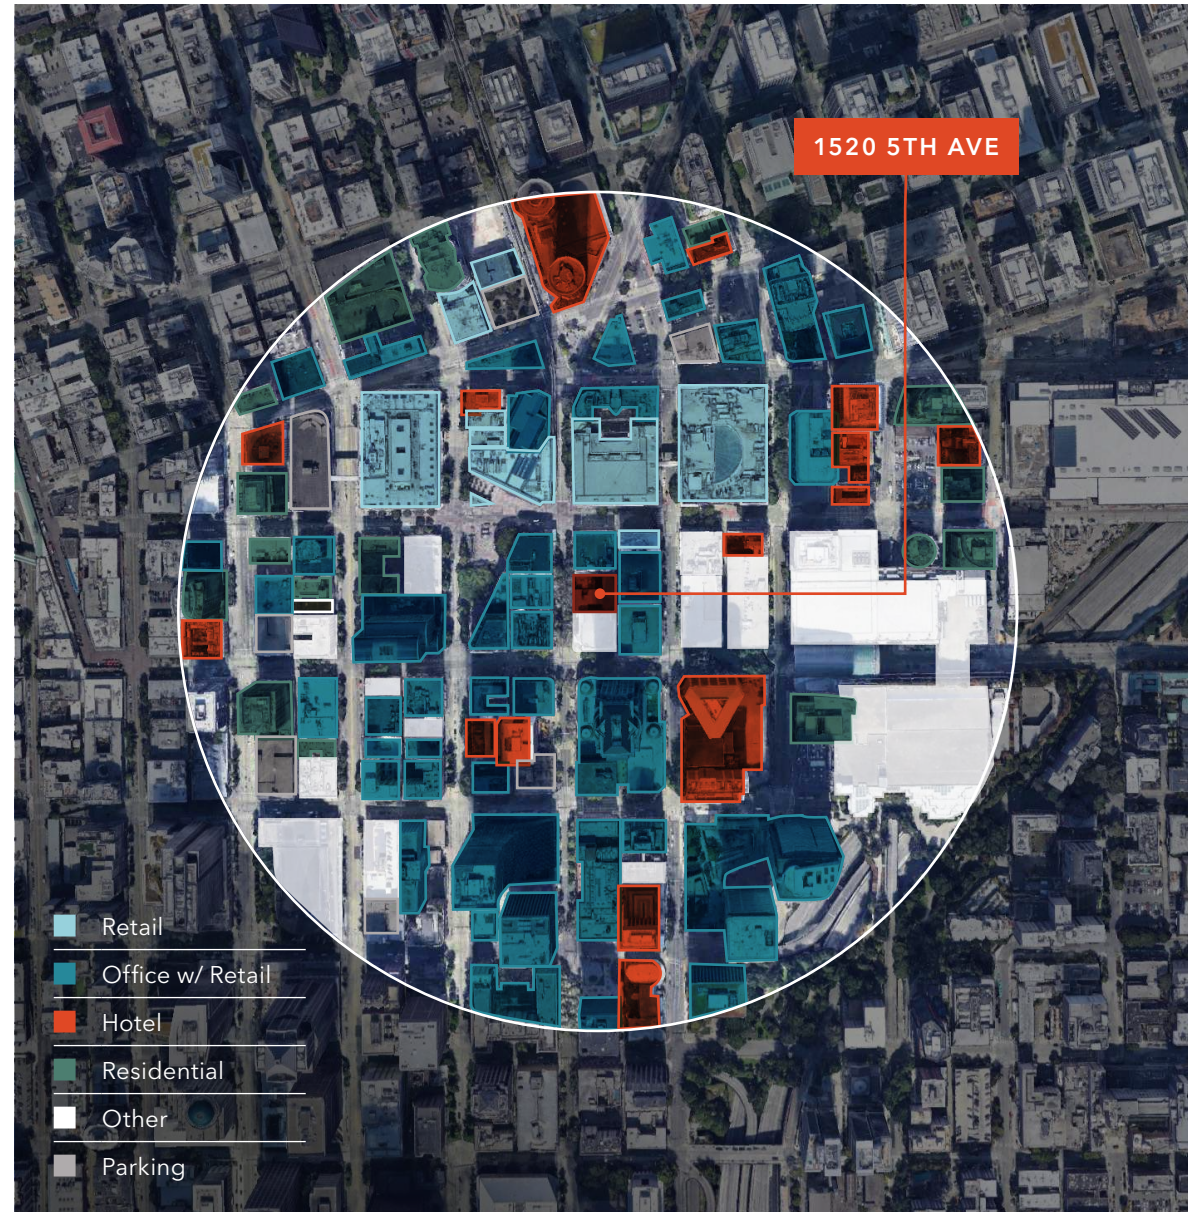 1520 5TH AVE
Retail
Office w/ Retail
Hotel
Residential
Other
Parking